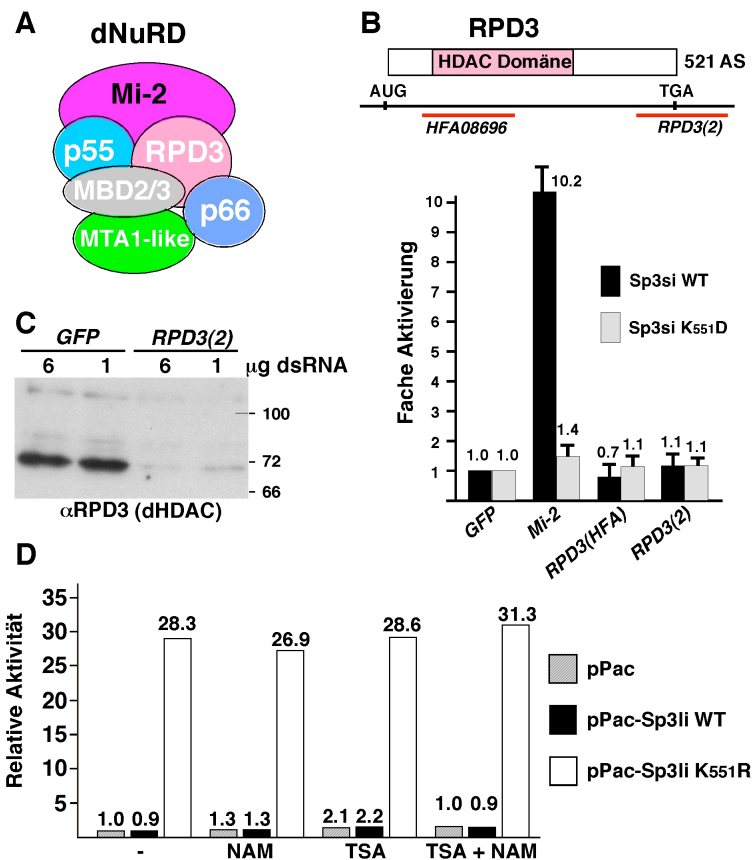 A
dNuRD
Mi-2
p55
RPD3
MBD2/3
p66
MTA1-like
B
RPD3
HDAC Domäne
521 AS
AUG
TGA
HFA08696
RPD3(2)
Fache Aktivierung
10
9
8
7
6
5
4
3
2
1
10.2
Sp3si WT
Sp3si K551D
1.0 1.0
1.4
0.7 1.1
1.1 1.1
GFP
Mi-2
RPD3(HFA)
RPD3(2)
C
GFP RPD3(2)
6 1 6 1 µg dsRNA
100
72
66
αRPD3 (dHDAC)
D
Relative Aktivität
35
30
25
20
15
10
5
1.0 0.9 28.3
1.3 1.3 26.9
2.1 2.2 28.6
1.0 0.9 31.3
- NAM TSA TSA + NAM
pPac
pPac-Sp3li WT
pPac-Sp3li K551R